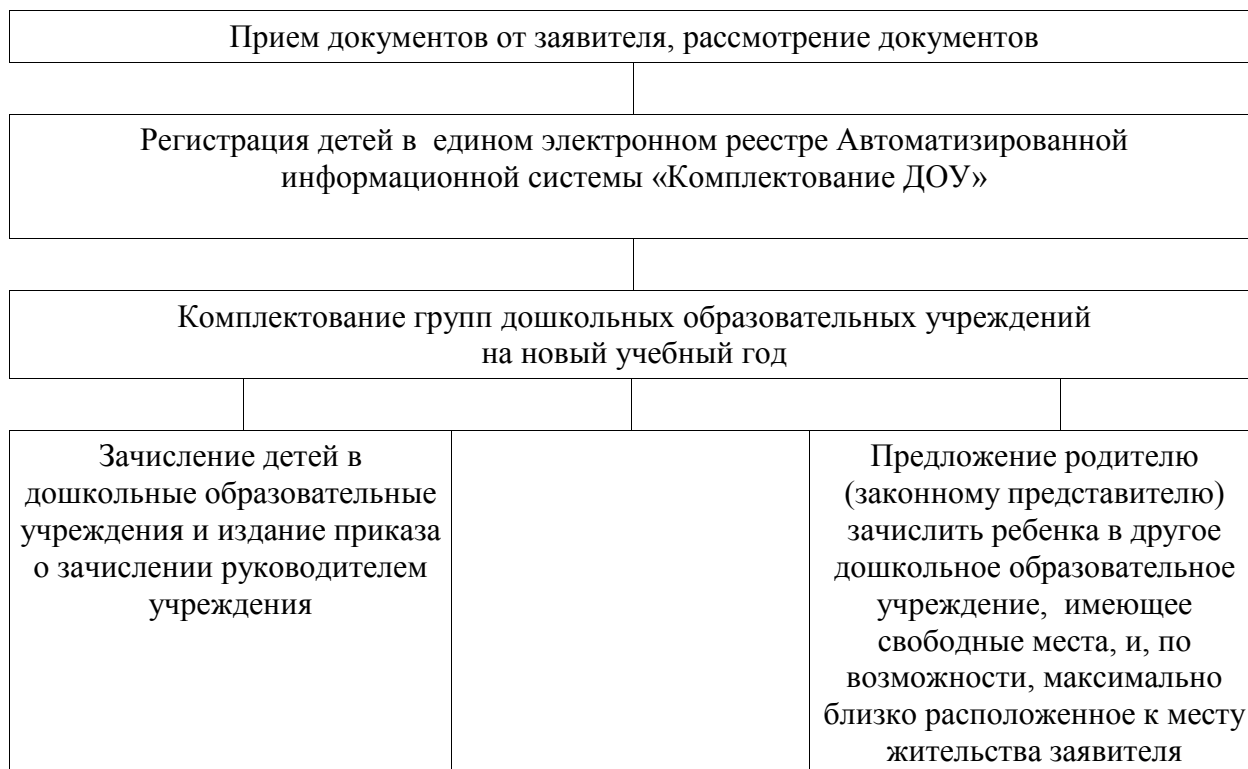 Прием документов от заявителя, рассмотрение документов
Регистрация детей в едином электронном реестре Автоматизированной
информационной системы «Комплектование ДОУ»
Комплектование групп дошкольных образовательных учреждений
на новый учебный год
Зачисление детей в
дошкольные образовательные
учреждения и издание приказа
о зачислении руководителем
учреждения
Предложение родителю
(законному представителю)
зачислить ребенка в другое
дошкольное образовательное
учреждение, имеющее
свободные места, и, по
возможности, максимально
близко расположенное к месту
жительства заявителя